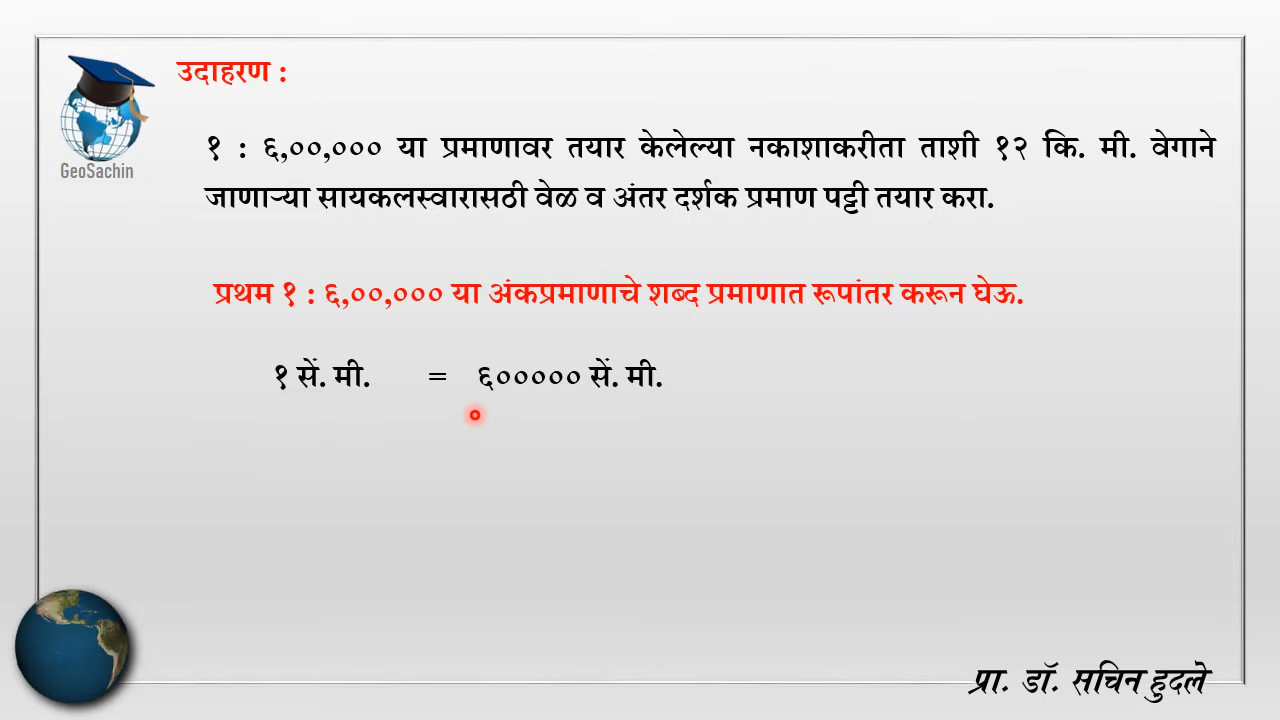 उदाहरण :
१ : ६,००,००० या प्रमाणावर तयार केलेल्या नकाशाकरीता ताशी १२ कि. मी. वेगाने
जाणाऱ्या सायकलस्वारासठी वेळ व अंतर दर्शक प्रमाण पट्टी तयार करा.
GeoSachin
प्रथम १ : ६,००,००० या अंकप्रमाणाचे शब्द प्रमाणात रूपांतर करून घेऊ.
१ सें. मी. = ६००००० सें. मी.
प्रा. डॉ. सचिन हुदले